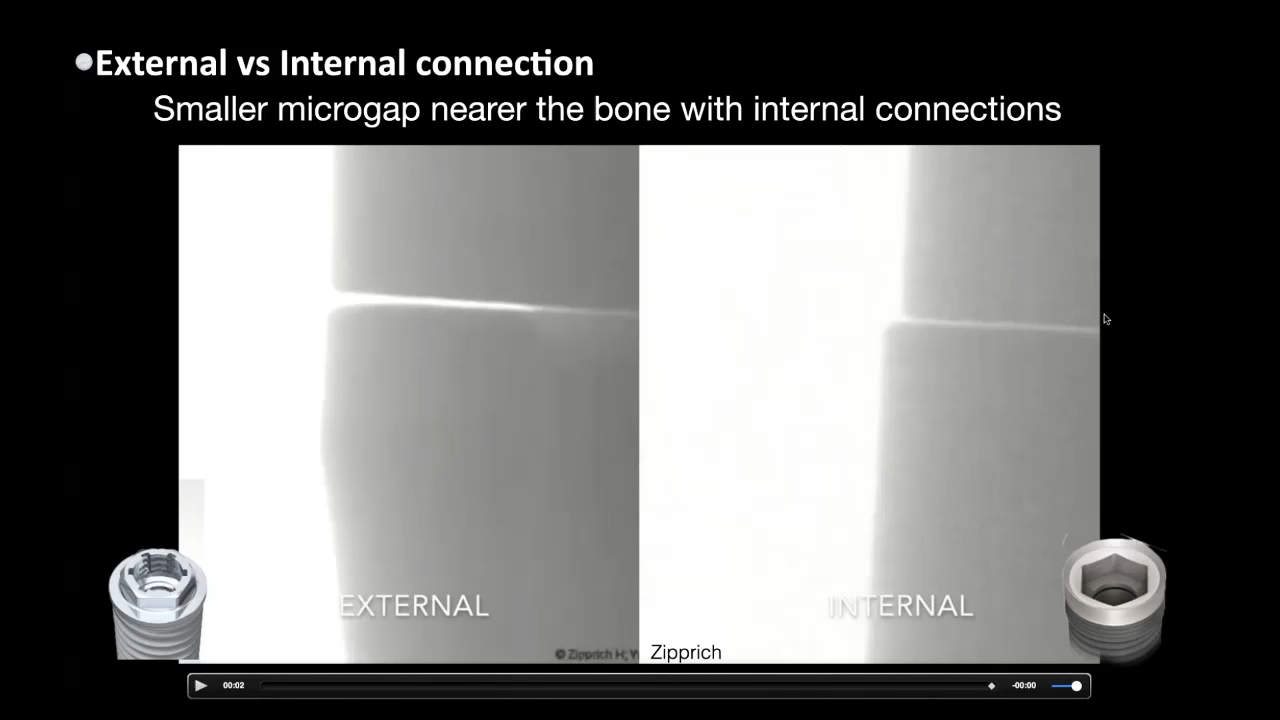 External vs Internal connection
Smaller microgap nearer the bone with internal connections
EXTERNAL
INTERNAL
© Zipprich H;
Zipprich
00:02
-00:00